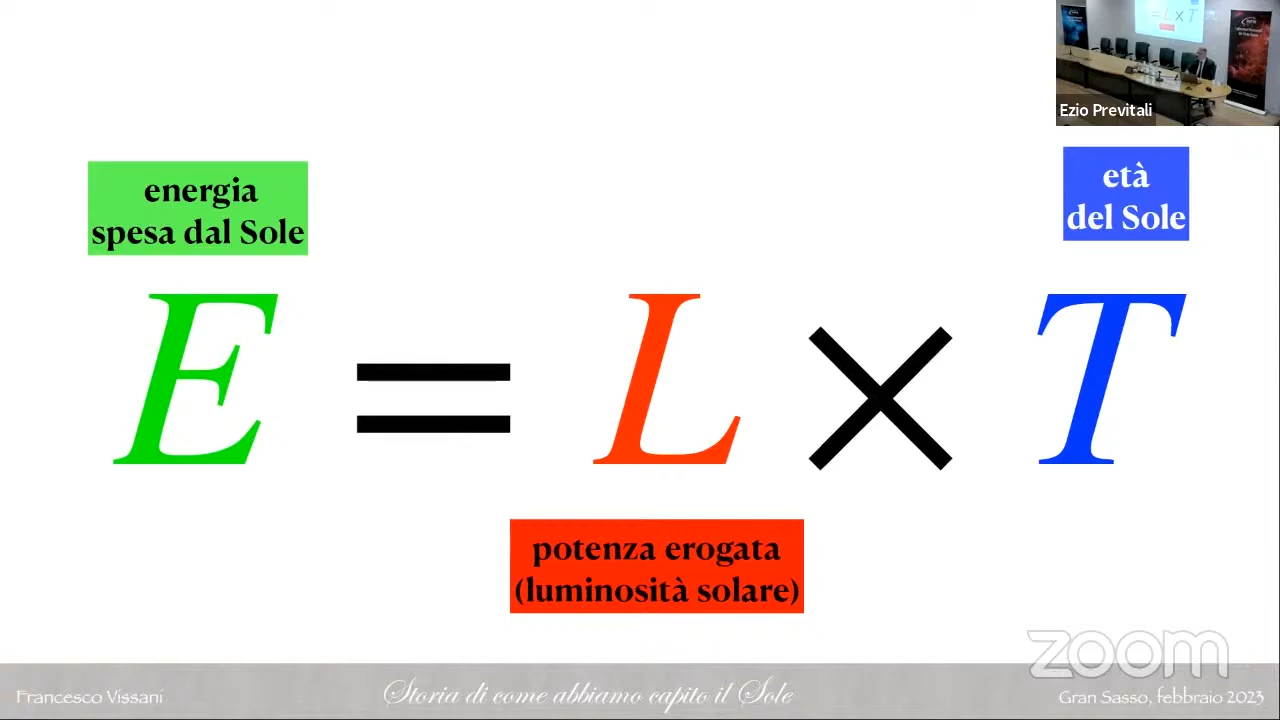 = L x T
Ezio Previtali
energia
spesa dal Sole
età
del Sole
E = L × T
potenza erogata
(luminosità solare)
zoom
Francesco Vissani
Storia di come abbiamo capito il Sole
Gran Sasso, febbraio 2023